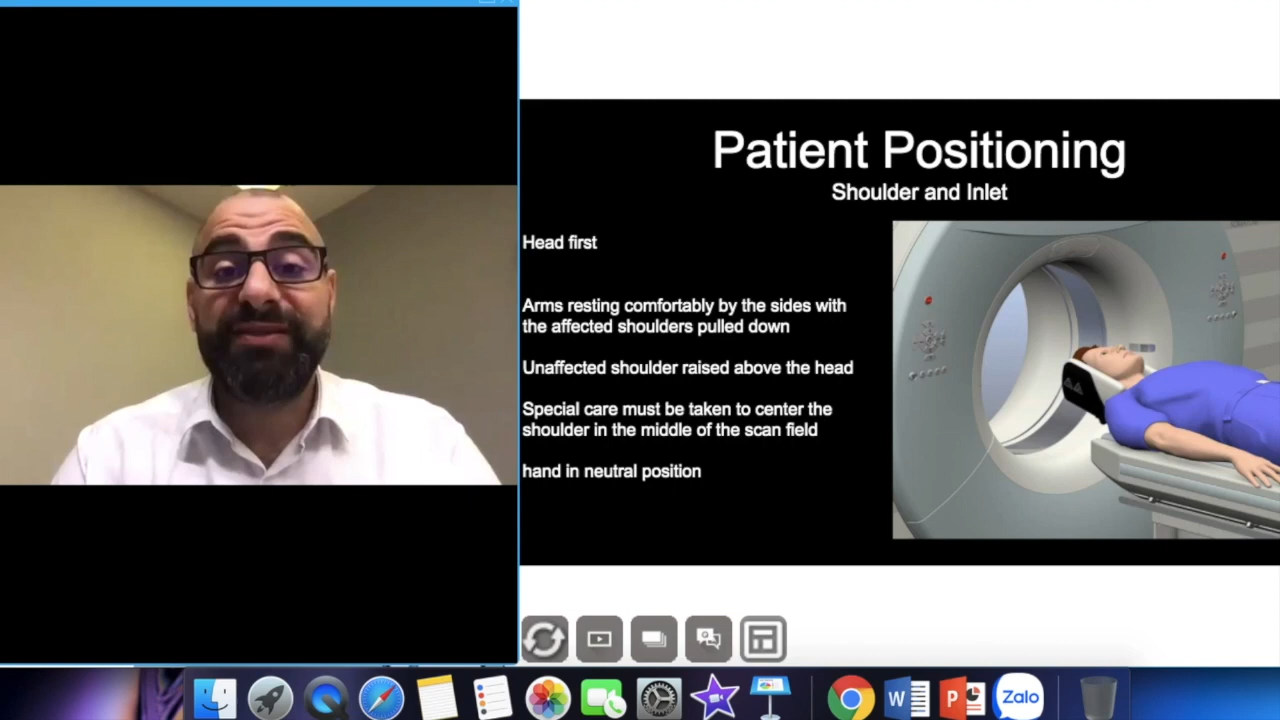 Patient Positioning
Shoulder and Inlet
Head first
Arms resting comfortably by the sides with
the affected shoulders pulled down
Unaffected shoulder raised above the head
Special care must be taken to center the
shoulder in the middle of the scan field
hand in neutral position
W
P
Zalo